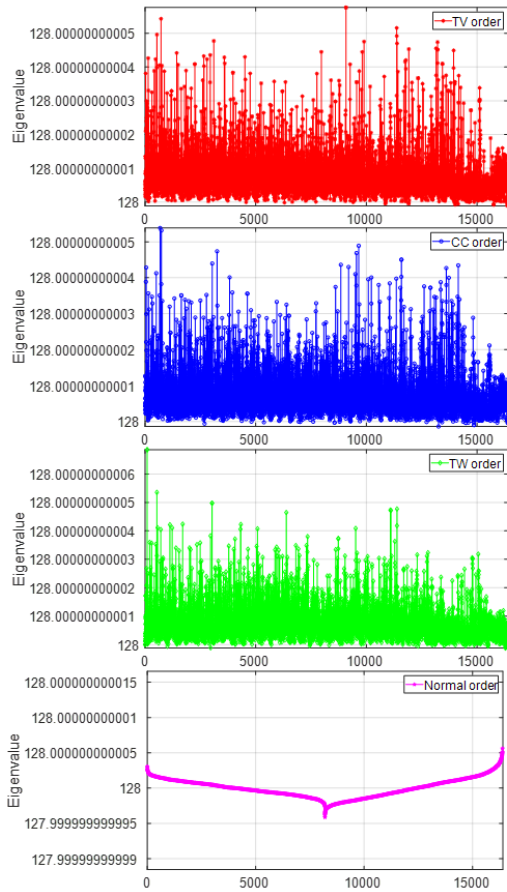 128.00000000005
128.00000000004
128.00000000003
128.00000000002
128.00000000001
128
Eigenvalue
TV order
0 5000 10000 15000
128.00000000005
128.00000000004
128.00000000003
128.00000000002
128.00000000001
128
Eigenvalue
CC order
0 5000 10000 15000
128.00000000006
128.00000000005
128.00000000004
128.00000000003
128.00000000002
128.00000000001
128
Eigenvalue
TW order
0 5000 10000 15000
128.000000000015
128.00000000001
128.000000000005
128
127.999999999995
127.99999999999
Eigenvalue
Normal order
0 5000 10000 15000